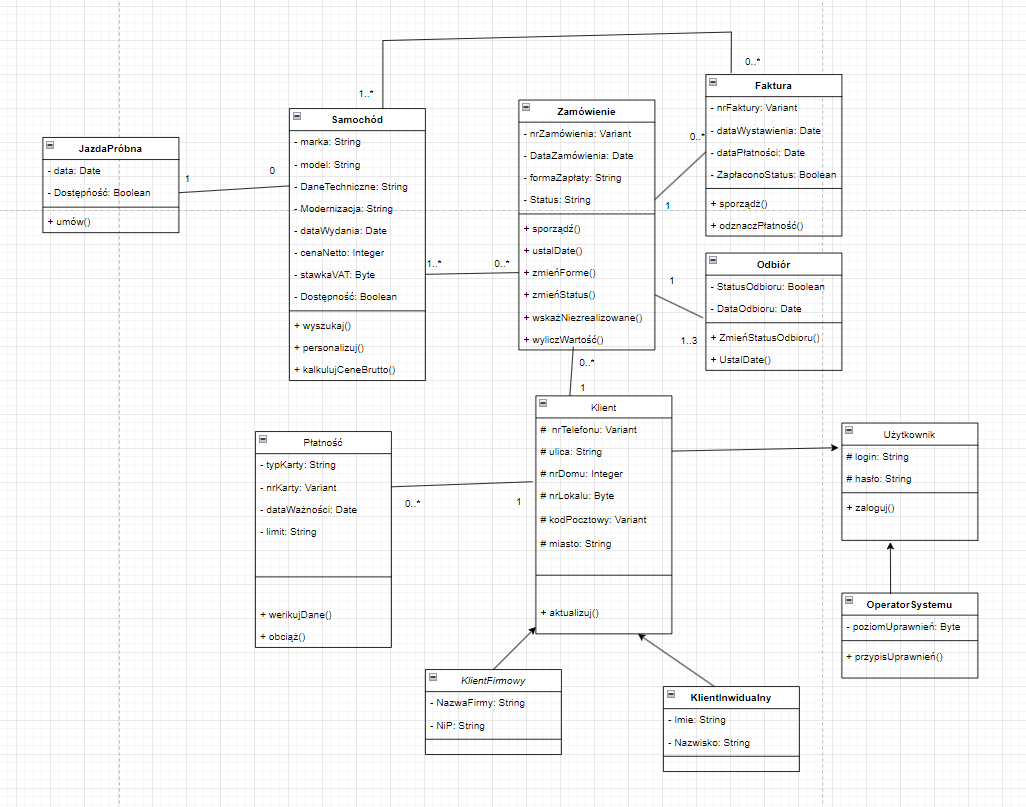 0..*
1..*
Faktura
- nrFaktury: Variant
- dataWystawienia: Date
- dataPłatności: Date
- ZapłaconoStatus: Boolean
+ sporządź()
+ odznaczPłatność()
Zamówienie
- nrZamówienia: Variant
- DataZamówienia: Date
- formaZapłaty: String
- Status: String
+ sporządź()
+ ustalDate()
+ zmieńForme()
+ zmieńStatus()
+ wskażNiezrealizowane()
+ wyliczWartość()
0..*
1
Samochód
- marka: String
- model: String
- DaneTechniczne: String
- Modernizacja: String
- dataWydania: Date
- cenaNetto: Integer
- stawkaVAT: Byte
- Dostępność: Boolean
+ wyszukaj()
+ personalizuj()
+ kalkulujCeneBrutto()
JazdaPróbna
- data: Date
- Dostępńość: Boolean
+ umów()
1
0
1..*
0..*
Odbiór
- StatusOdbioru: Boolean
- DataOdbioru: Date
+ ZmieńStatusOdbioru()
+ UstalDate()
1
1..3
0..*
1
Klient
# nrTelefonu: Variant
# ulica: String
# nrDomu: Integer
# nrLokalu: Byte
# kodPocztowy: Variant
# miasto: String
+ aktualizuj()
Płatność
- typKarty: String
- nrKarty: Variant
- dataWażności: Date
- limit: String
+ werikujDane()
+ obciąż()
0..*
1
Użytkownik
# login: String
# hasło: String
+ zaloguj()
OperatorSystemu
- poziomUprawnień: Byte
+ przypisUprawnień()
KlientFirmowy
- NazwaFirmy: String
- NiP: String
KlientInwidualny
- Imie: String
- Nazwisko: String